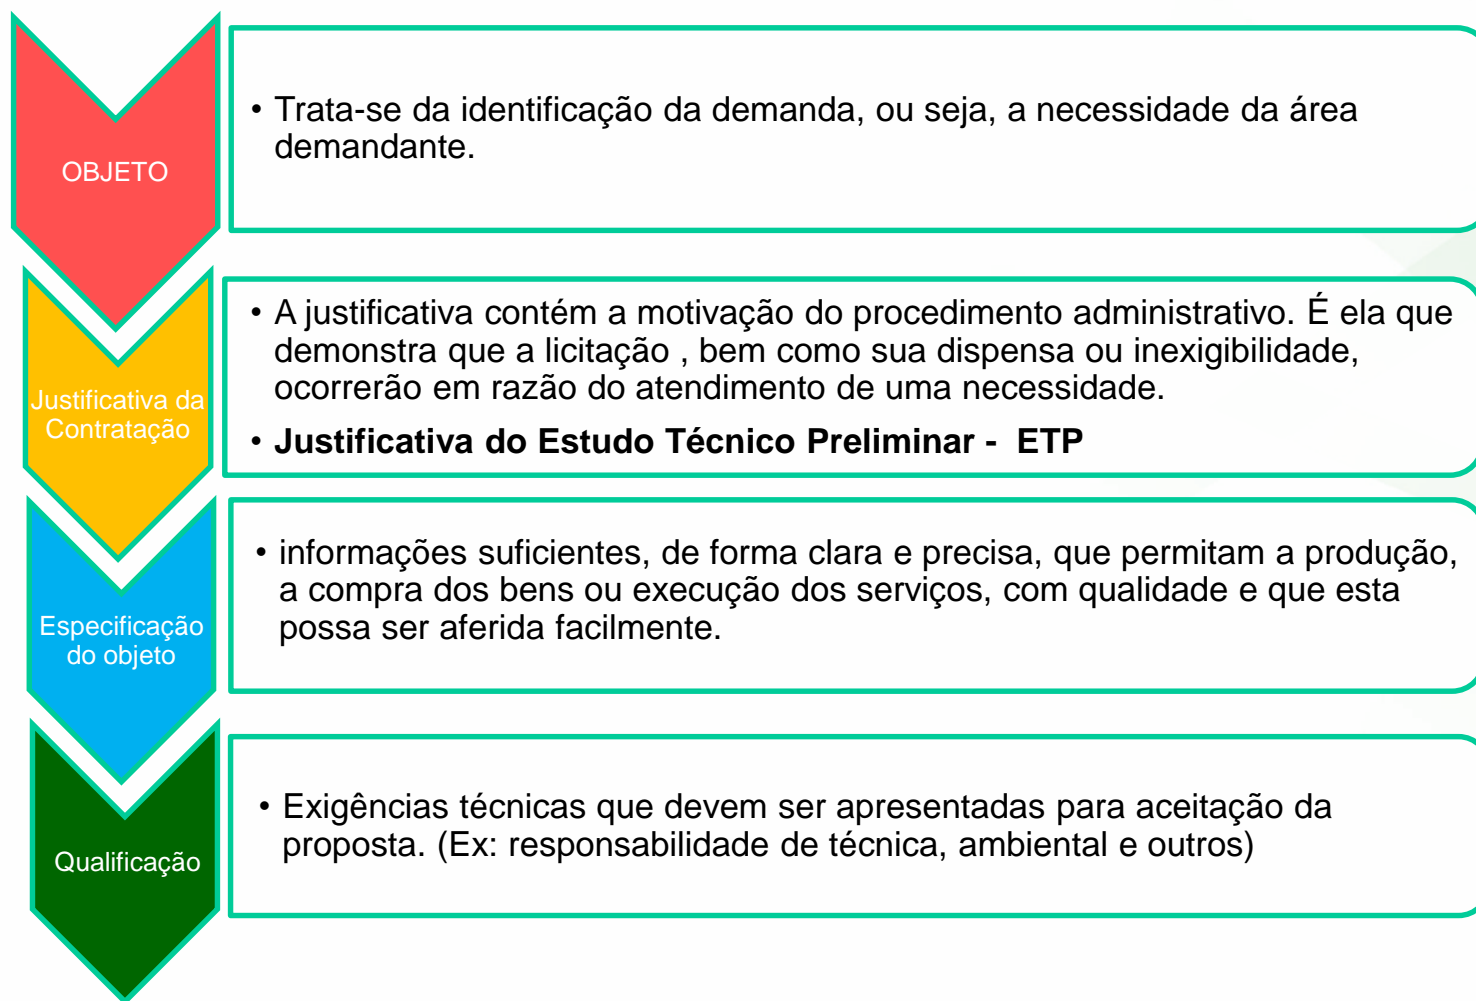 OBJETO
• Trata-se da identificação da demanda, ou seja, a necessidade da área
demandante.
Justificativa da
Contratação
• A justificativa contém a motivação do procedimento administrativo. É ela que
demonstra que a licitação , bem como sua dispensa ou inexigibilidade,
ocorrerão em razão do atendimento de uma necessidade.
• Justificativa do Estudo Técnico Preliminar - ETP
Especificação
do objeto
• informações suficientes, de forma clara e precisa, que permitam a produção,
a compra dos bens ou execução dos serviços, com qualidade e que esta
possa ser aferida facilmente.
Qualificação
• Exigências técnicas que devem ser apresentadas para aceitação da
proposta. (Ex: responsabilidade de técnica, ambiental e outros)